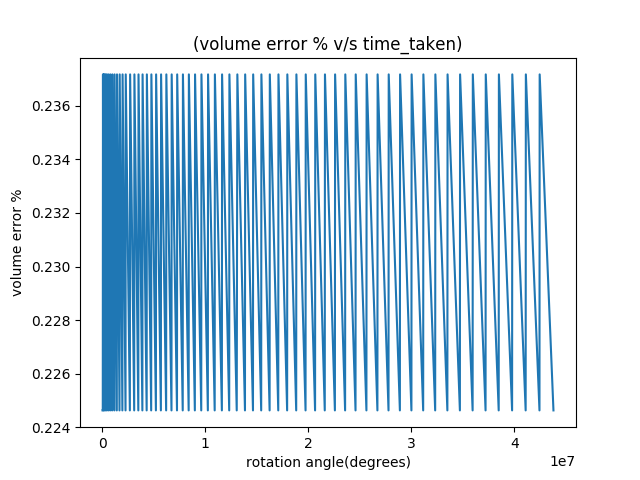 (volume error % v/s time_taken)
volume error %
0.236
0.234
0.232
0.230
0.228
0.226
0.224
0 1 2 3 4
1e7
rotation angle(degrees)